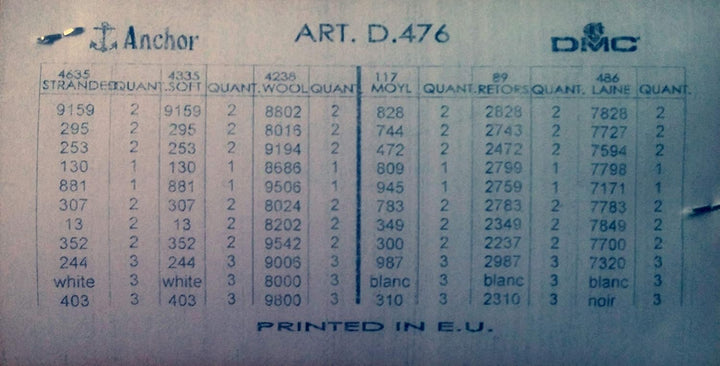 Anchor ART. D.476 DMC
4635 4335 4238 117 89 486
STRANDED QUANT. SOFT QUANT. WOOL QUANT. MOYL QUANT. RETORS QUANT. LAINE QUANT.
9159 2 9159 2 8802 2 828 2 2828 2 7828 2
295 2 295 2 8016 2 744 2 2743 2 7727 2
253 2 253 2 9194 2 472 2 2472 2 7594 2
130 1 130 1 8686 1 809 1 2799 1 7798 1
881 1 881 1 9506 1 945 1 2759 1 7171 1
307 2 307 2 8024 2 783 2 2783 2 7783 2
13 2 13 2 8202 2 349 2 2349 2 7849 2
352 2 352 2 9542 2 300 2 2237 2 7700 2
244 3 244 3 9006 3 987 3 2987 3 7320 3
white 3 white 3 8000 3 blanc 3 blanc 3 blanc 3
403 3 403 3 9800 3 310 3 2310 3 noir 3
PRINTED IN E.U.